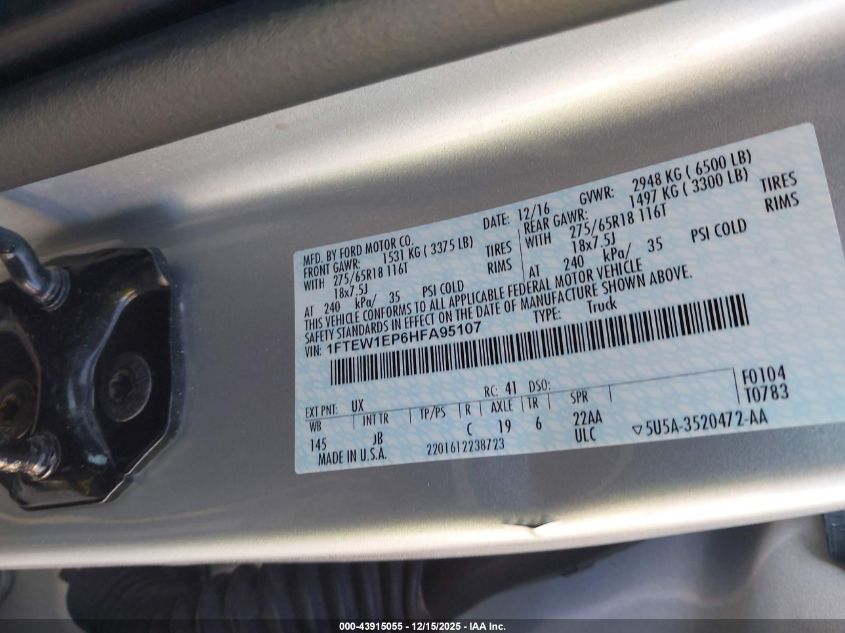 MFD. BY FORD MOTOR CO. DATE: 12/16 GVWR: 2948 KG ( 6500 LB)
FRONT GAWR: 1531 KG ( 3375 LB) REAR GAWR: 1497 KG ( 3300 LB)
WITH 275/65R18 116T TIRES WITH 275/65R18 116T TIRES
18x7.5J RIMS 18x7.5J RIMS
AT 240 kPa/ 35 PSI COLD AT 240 kPa/ 35 PSI COLD
THIS VEHICLE CONFORMS TO ALL APPLICABLE FEDERAL MOTOR VEHICLE
SAFETY STANDARDS IN EFFECT ON THE DATE OF MANUFACTURE SHOWN ABOVE.
VIN: 1FTEW1EP6HFA95107 TYPE: Truck
EXT PNT: UX RC: 41 DSO: F0104
WB INT TR TP/PS R AXLE TR SPR T0783
145 JB C 19 6 22AA
ULC ▽5U5A-3520472-AA
MADE IN U.S.A. 2201612238723
000-43915055 - 12/15/2025 - IAA Inc.